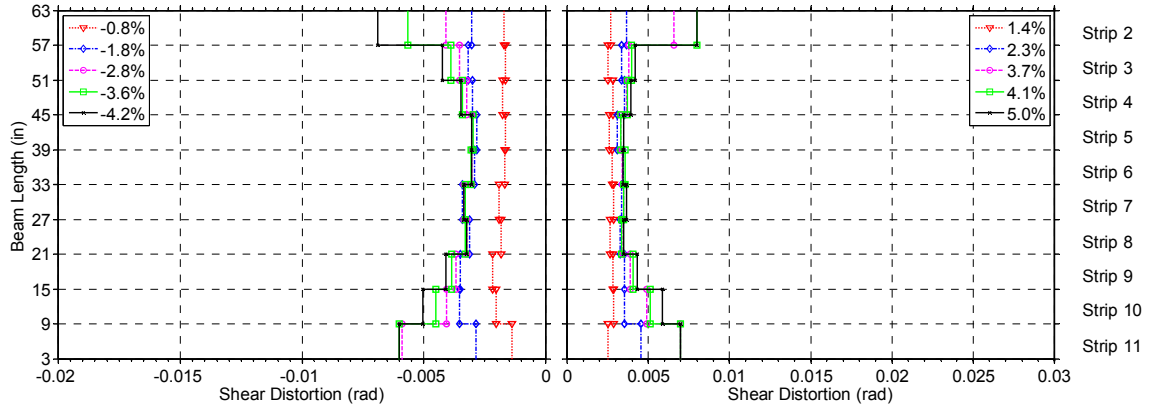 63
57
51
45
39
33
27
21
15
9
3
Beam Length (in)
-0.8%
-1.8%
-2.8%
-3.6%
-4.2%
-0.02
-0.015
-0.01
-0.005
0
Shear Distortion (rad)
1.4%
2.3%
3.7%
4.1%
5.0%
0
0.005
0.01
0.015
0.02
0.025
0.03
Shear Distortion (rad)
Strip 2
Strip 3
Strip 4
Strip 5
Strip 6
Strip 7
Strip 8
Strip 9
Strip 10
Strip 11